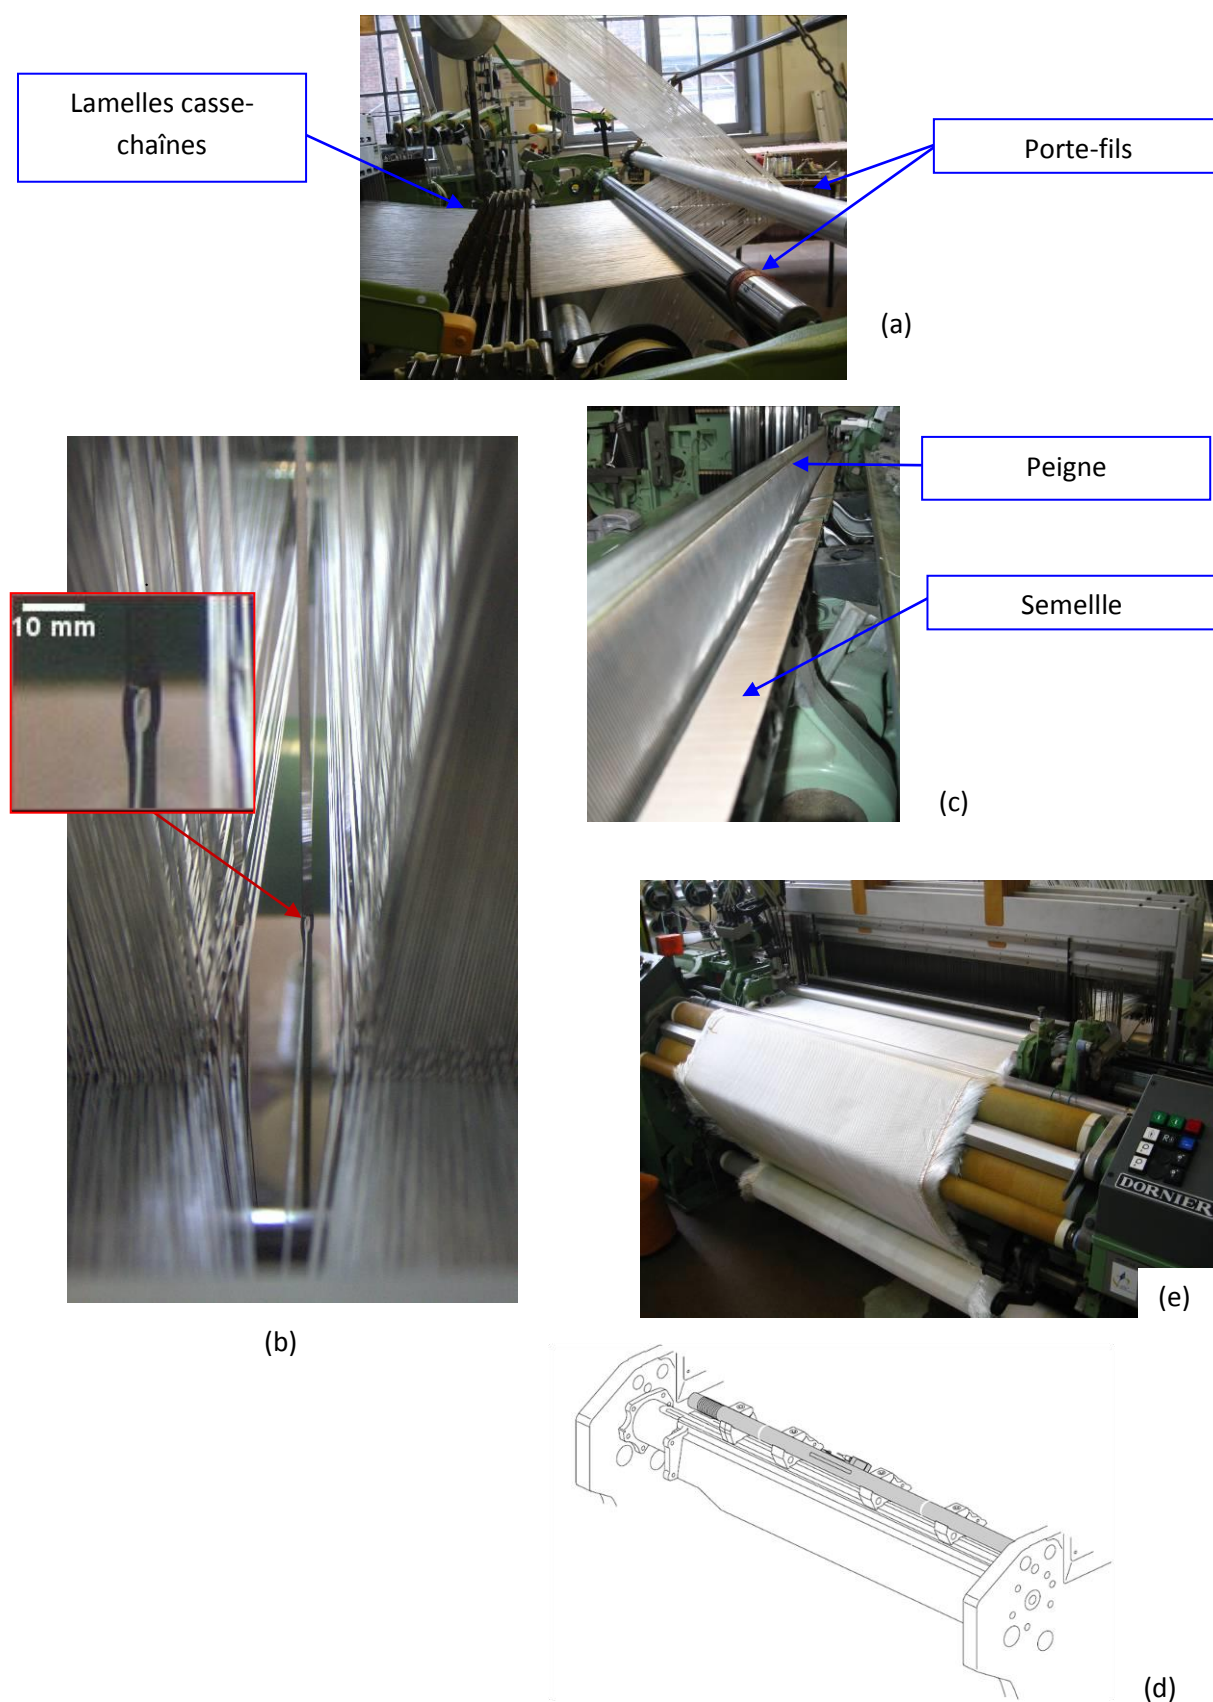 Lamelles casse-
chaînes
Porte-fils
(a)
Peigne
10 mm
Semellle
(c)
DORNIER
(e)
(b)
(d)